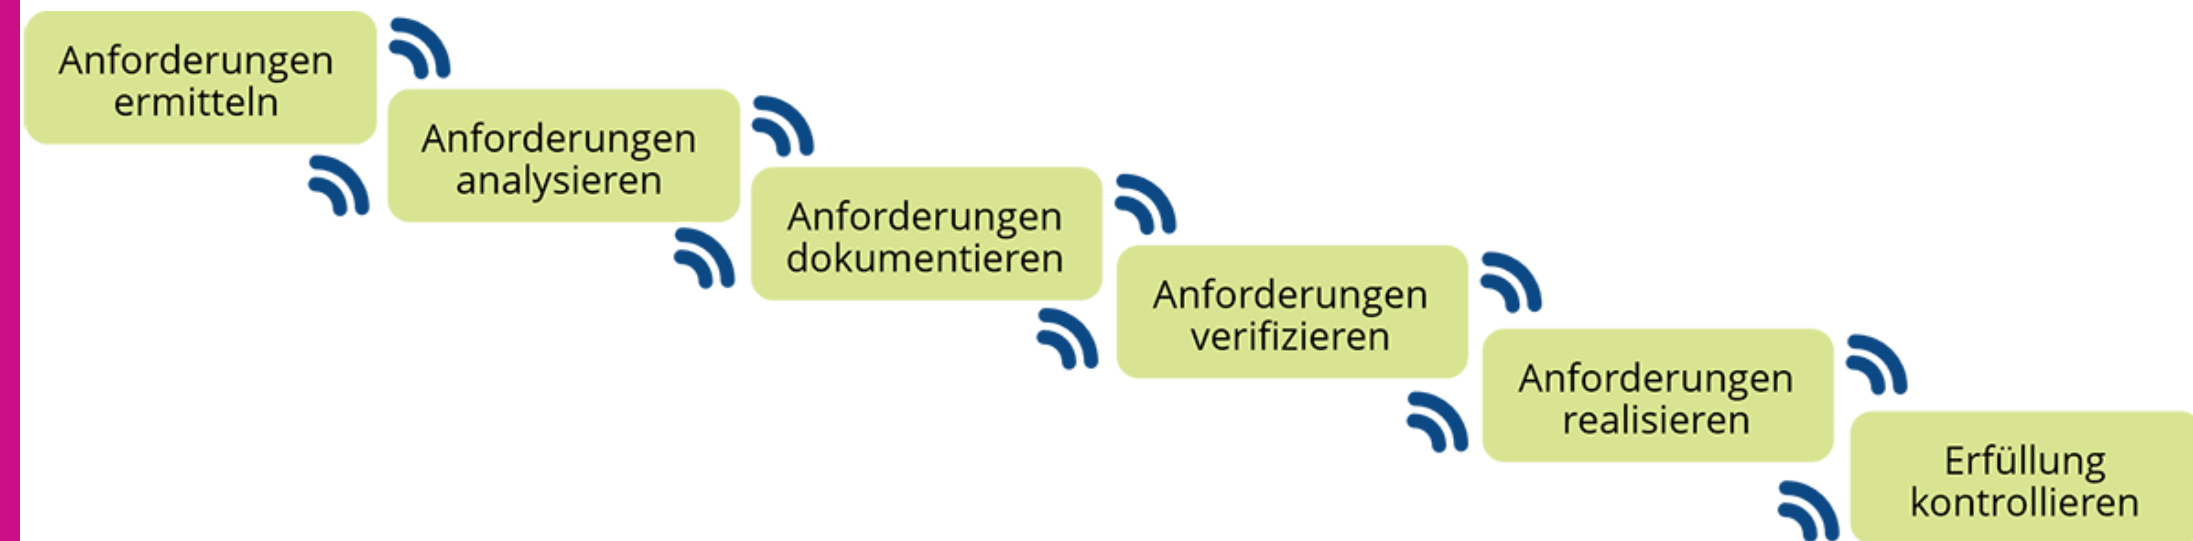 Anforderungen
ermitteln
Anforderungen
analysieren
Anforderungen
dokumentieren
Anforderungen
verifizieren
Anforderungen
realisieren
Erfüllung
kontrollieren